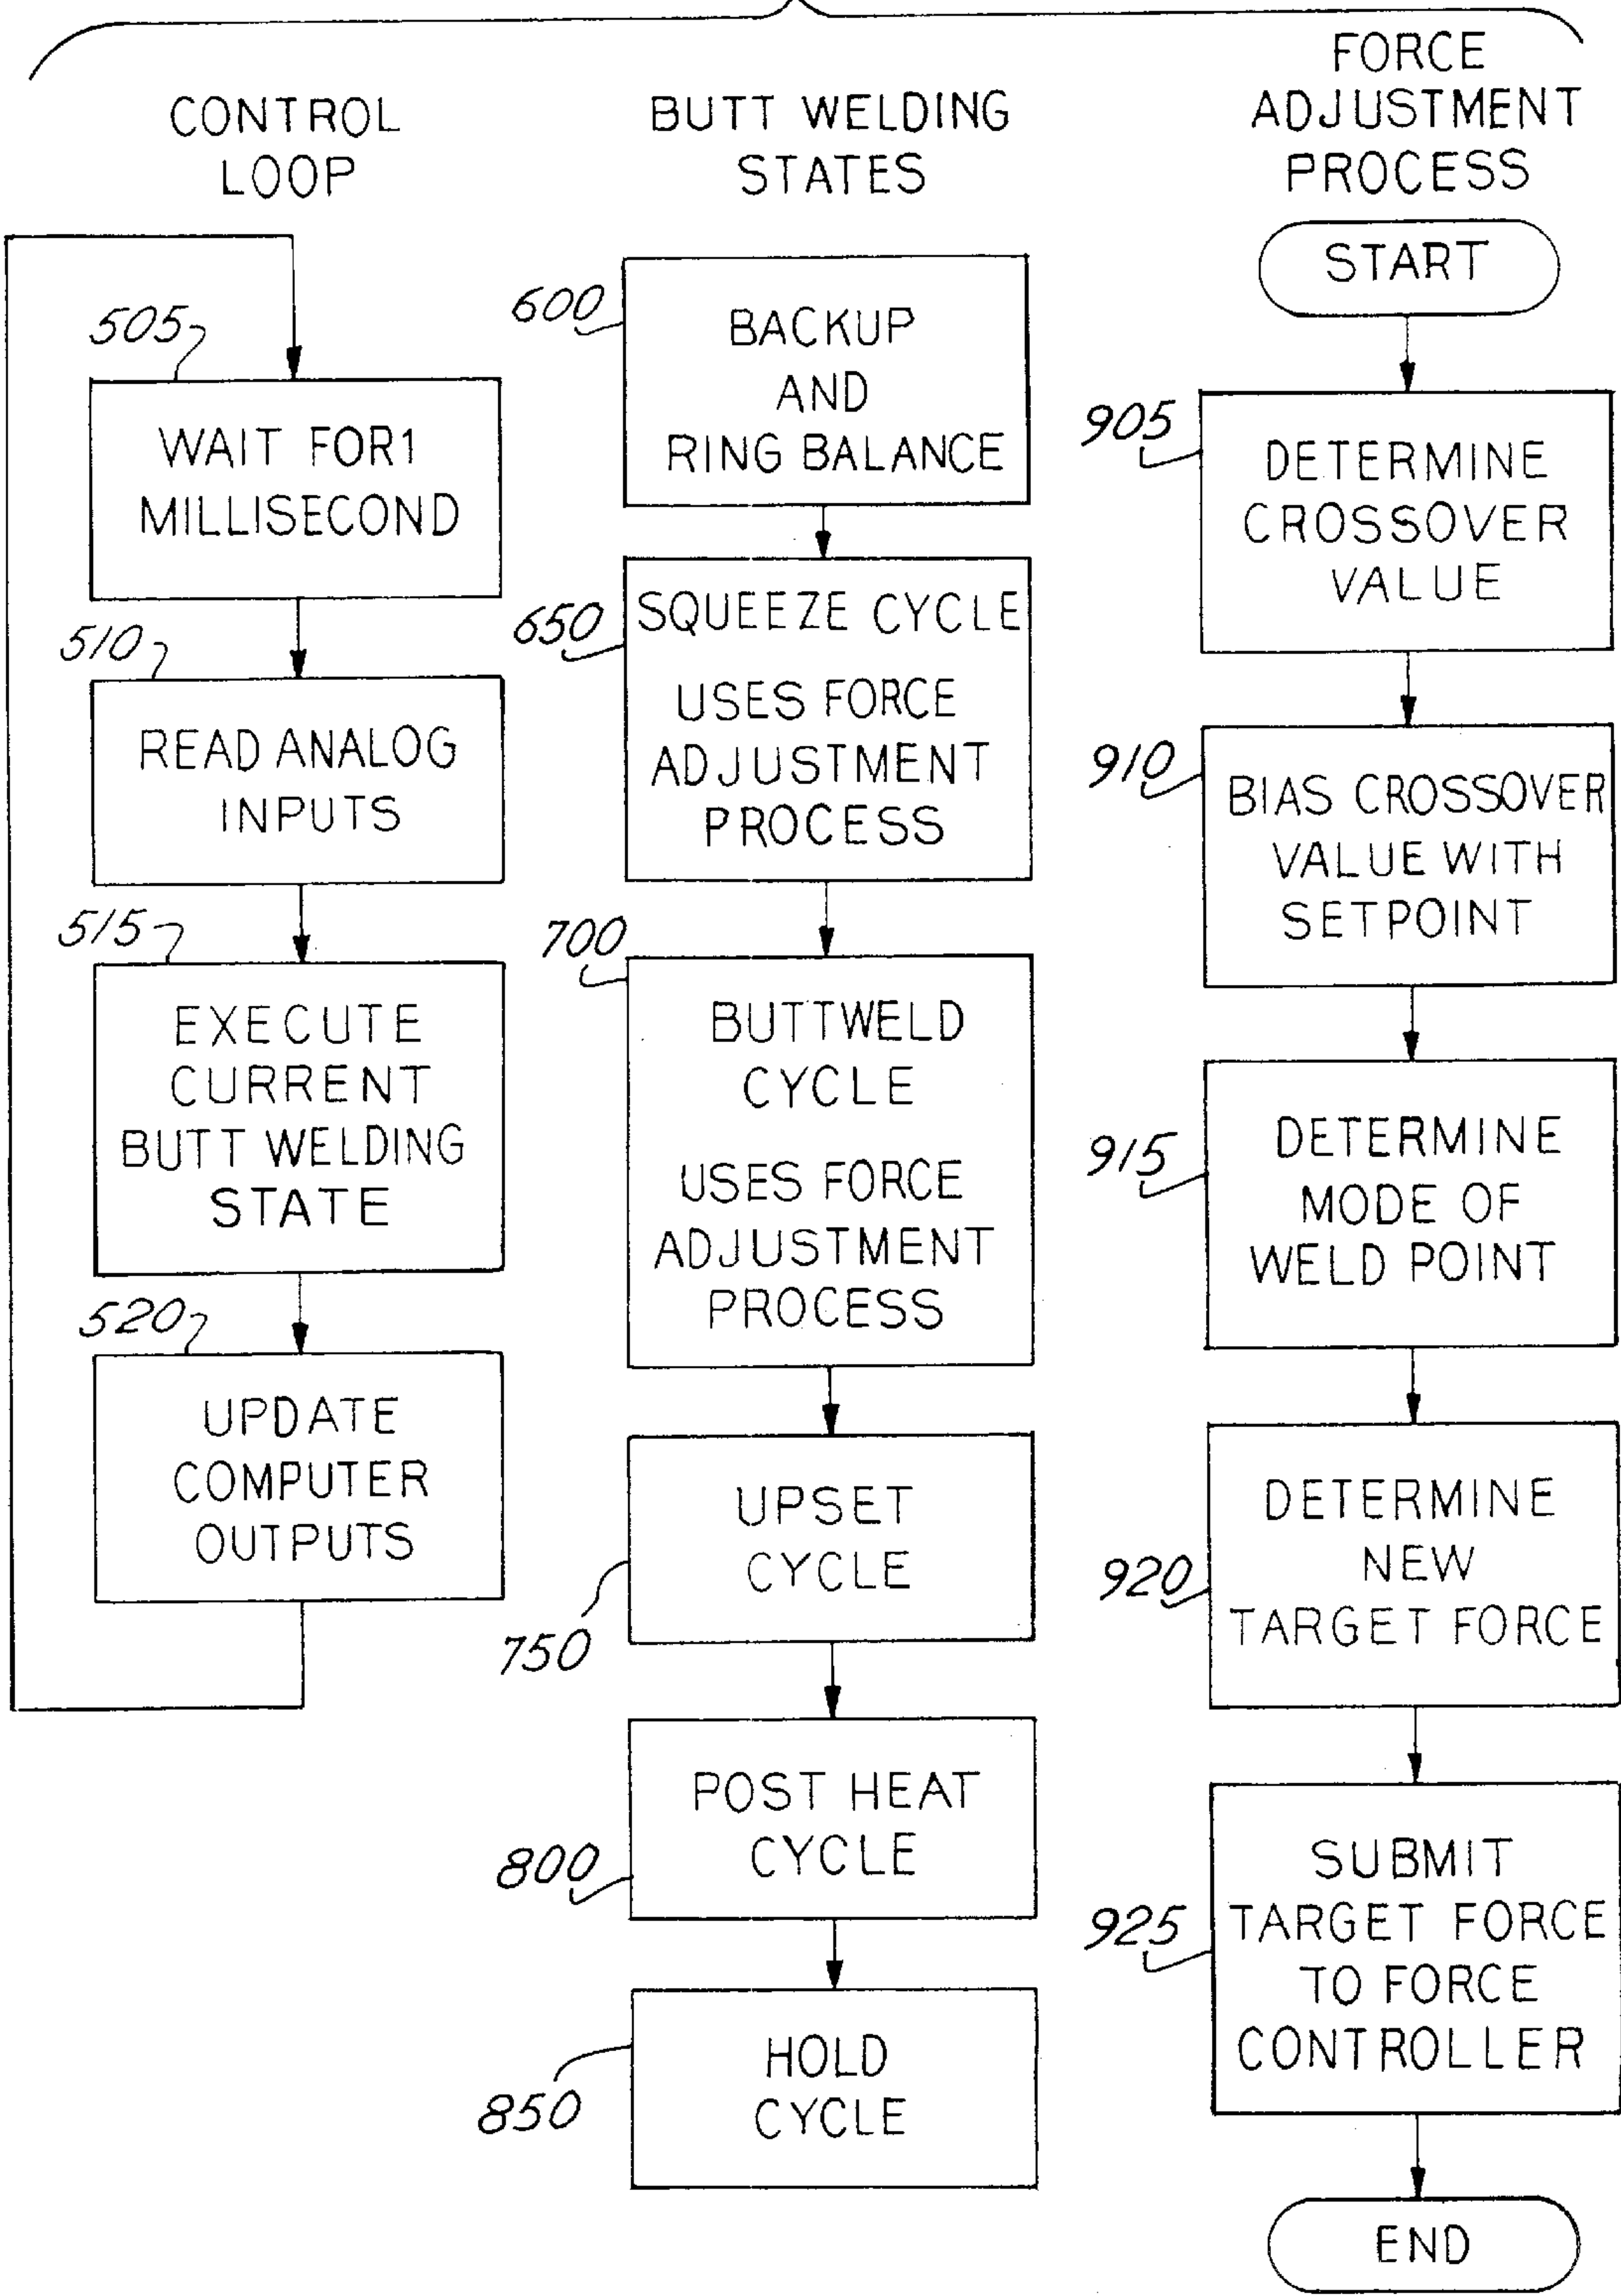 CONTROL
LOOP
505
WAIT FOR1
MILLISECOND
510
READ ANALOG
INPUTS
515
EXECUTE
CURRENT
BUTT WELDING
STATE
520
UPDATE
COMPUTER
OUTPUTS
BUTT WELDING
STATES
600
BACKUP
AND
RING BALANCE
650
SQUEEZE CYCLE
USES FORCE
ADJUSTMENT
PROCESS
700
BUTTWELD
CYCLE
USES FORCE
ADJUSTMENT
PROCESS
UPSET
CYCLE
750
POST HEAT
CYCLE
800
HOLD
CYCLE
850
FORCE
ADJUSTMENT
PROCESS
START
905
DETERMINE
CROSSOVER
VALUE
910
BIAS CROSSOVER
VALUE WITH
SETPOINT
915
DETERMINE
MODE OF
WELD POINT
920
DETERMINE
NEW
TARGET FORCE
925
SUBMIT
TARGET FORCE
TO FORCE
CONTROLLER
END